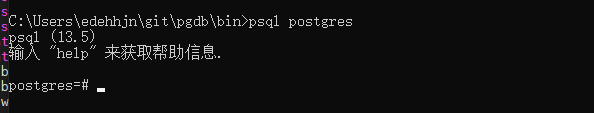 s
s
t
t
b
b
w
C:\Users\edehhjn\git\pgdb\bin>psql postgres
psql (13.5)
输入 "help" 来获取帮助信息.
postgres=#